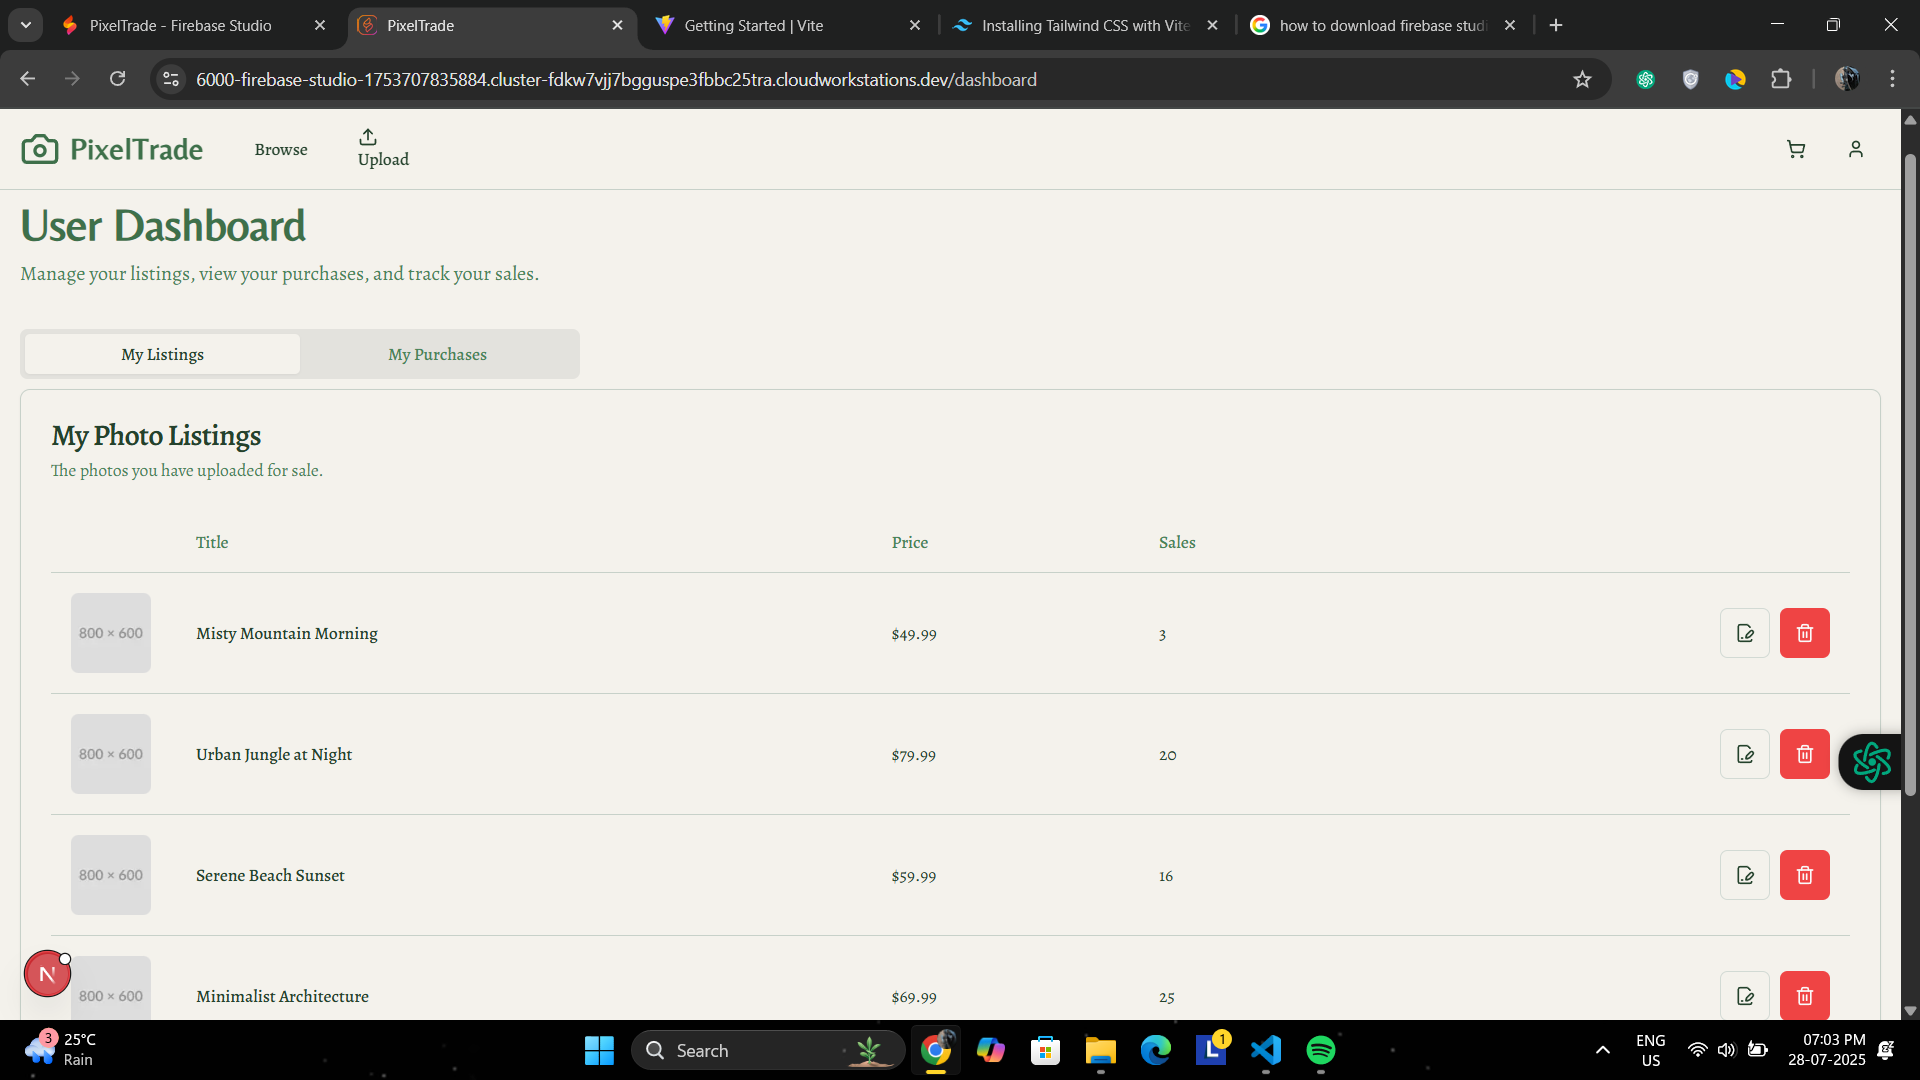 PixelTrade - Firebase Studio
PixelTrade
Getting Started | Vite
Installing Tailwind CSS with Vite
how to download firebase studi
6000-firebase-studio-1753707835884.cluster-fdkw7vjj7bgguspe3fbbc25tra.cloudworkstations.dev/dashboard
PixelTrade
Browse
Upload
User Dashboard
Manage your listings, view your purchases, and track your sales.
My Listings
My Purchases
My Photo Listings
The photos you have uploaded for sale.
Title Price Sales
800 × 600 Misty Mountain Morning $49.99 3
800 × 600 Urban Jungle at Night $79.99 20
800 × 600 Serene Beach Sunset $59.99 16
800 × 600 Minimalist Architecture $69.99 25
N
3
25°C
Rain
Search
L
1
ENG
US
07:03 PM
28-07-2025